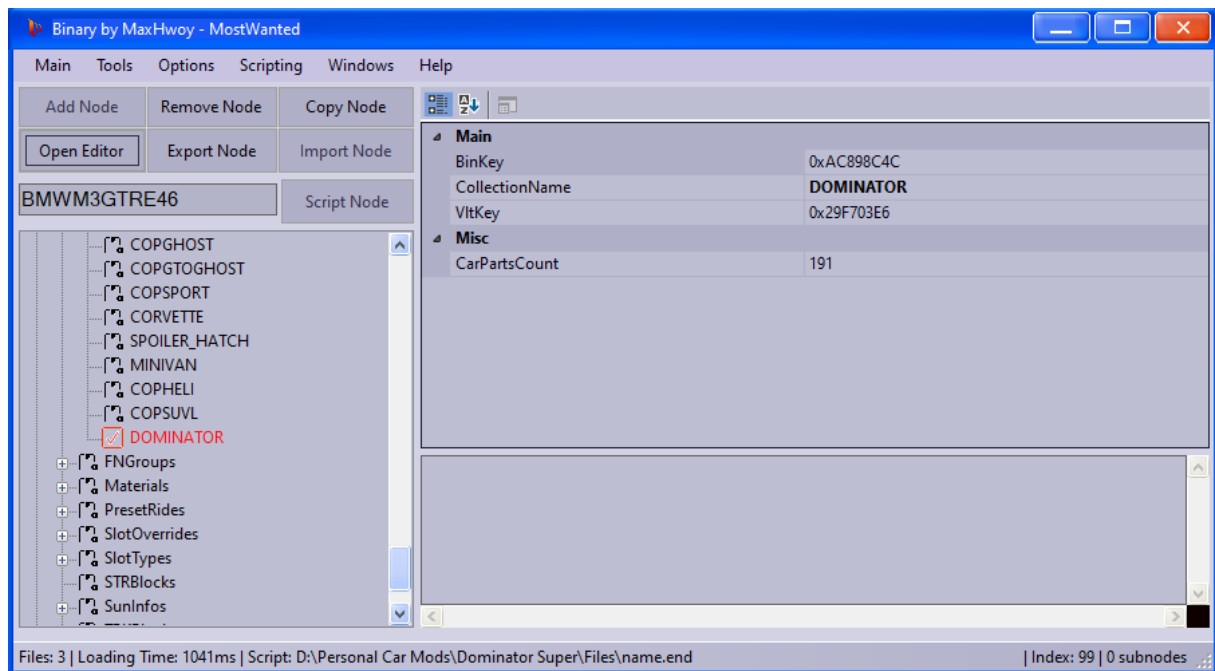 Binary by MaxHwoy - MostWanted
Main Tools Options Scripting Windows Help
Add Node Remove Node Copy Node
Open Editor Export Node Import Node
BMWM3GTRE46 Script Node
COPGHOST
COPGTOGHOST
COPSPORT
CORVETTE
SPOILER_HATCH
MINIVAN
COPHELI
COPSUVL
DOMINATOR
FNGroups
Materials
PresetRides
SlotOverrides
SlotTypes
STRBlocks
SunInfos
Main
BinKey 0xAC898C4C
CollectionName DOMINATOR
VltKey 0x29F703E6
Misc
CarPartsCount 191
Files: 3 | Loading Time: 1041ms | Script: D:\Personal Car Mods\Dominator Super\Files\name.end | Index: 99 | 0 subnodes